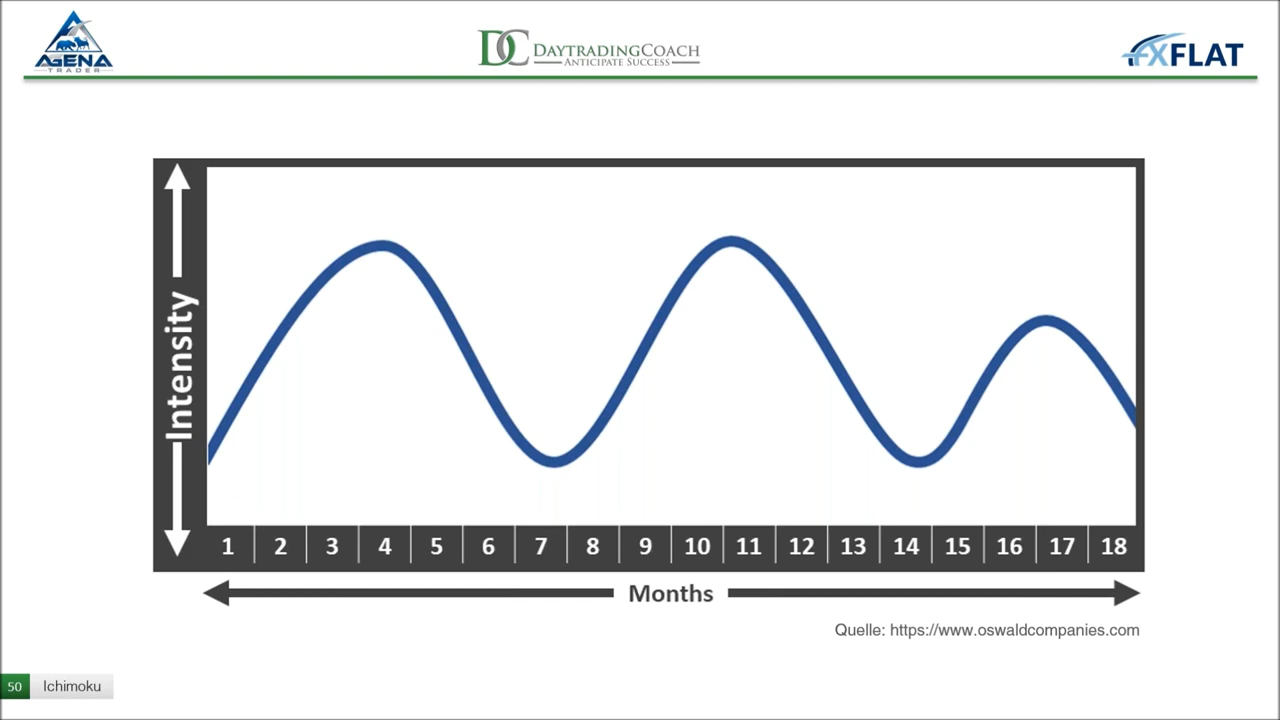 AGENA
TRADER
DC DAYTRADINGCOACH
ANTICIPATE SUCCESS
FXFLAT
Intensity
1 2 3 4 5 6 7 8 9 10 11 12 13 14 15 16 17 18
Months
Quelle: https://www.oswaldcompanies.com
50 Ichimoku